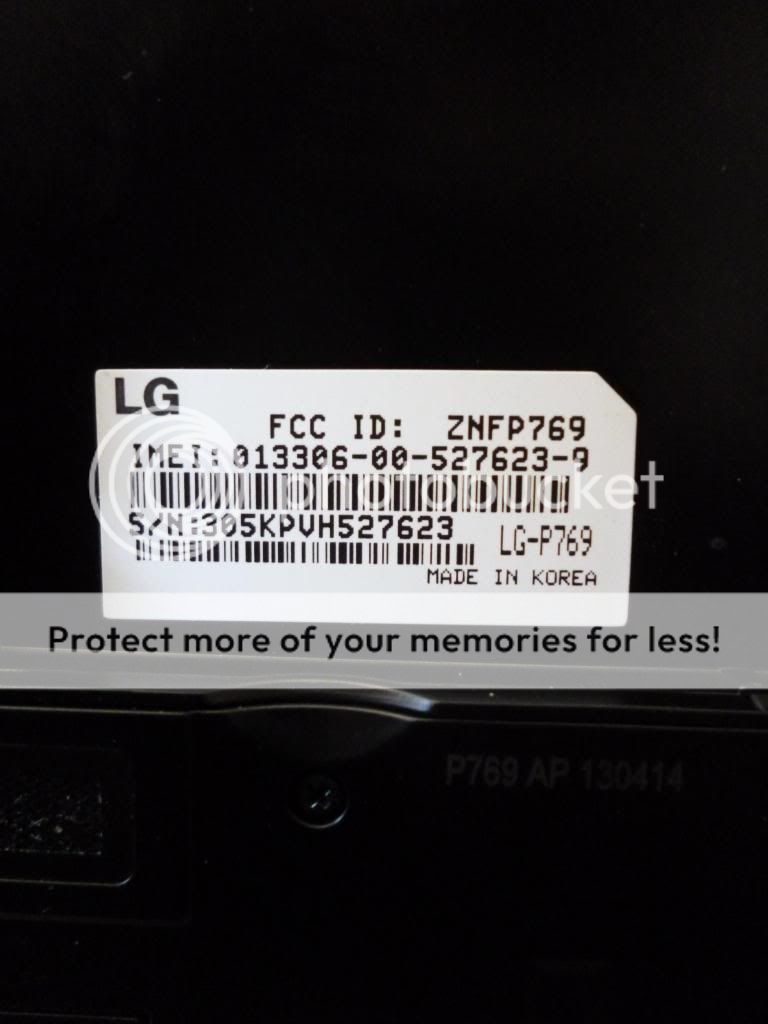 LG
FCC ID: ZNFP769
IMEI:013306-00-527623-9
photobucket
S/N:305KPVH527623 LG-P769
MADE IN KOREA
Protect more of your memories for less!
P769 AP 130414